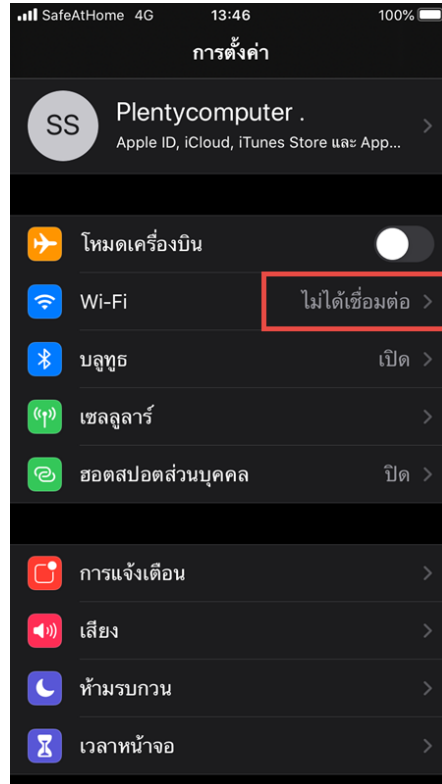 SafeAtHome 4G 13:46 100%
การตั้งค่า
SS
Plentycomputer .
Apple ID, iCloud, iTunes Store และ App...
โหมดเครื่องบิน
Wi-Fi ไม่ได้เชื่อมต่อ
บลูทูธ เปิด
เซลลูลาร์
ฮอตสปอตส่วนบุคคล ปิด
การแจ้งเตือน
เสียง
ห้ามรบกวน
เวลาหน้าจอ